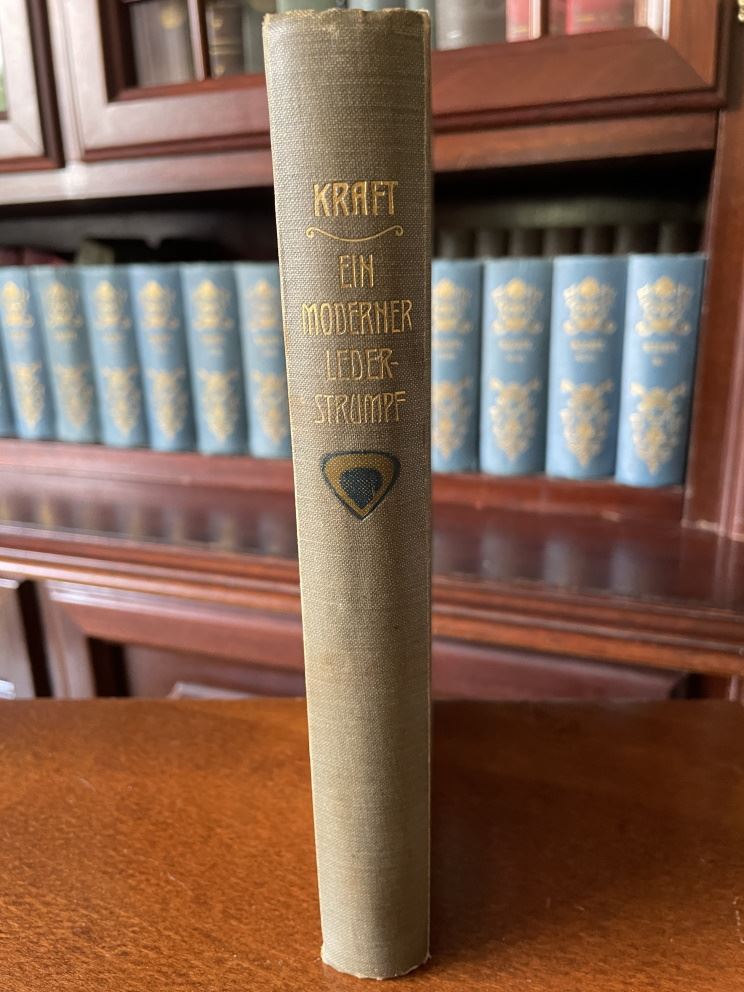 KRAFT
EIN
MODERNER
LEDER-
STRUMPF